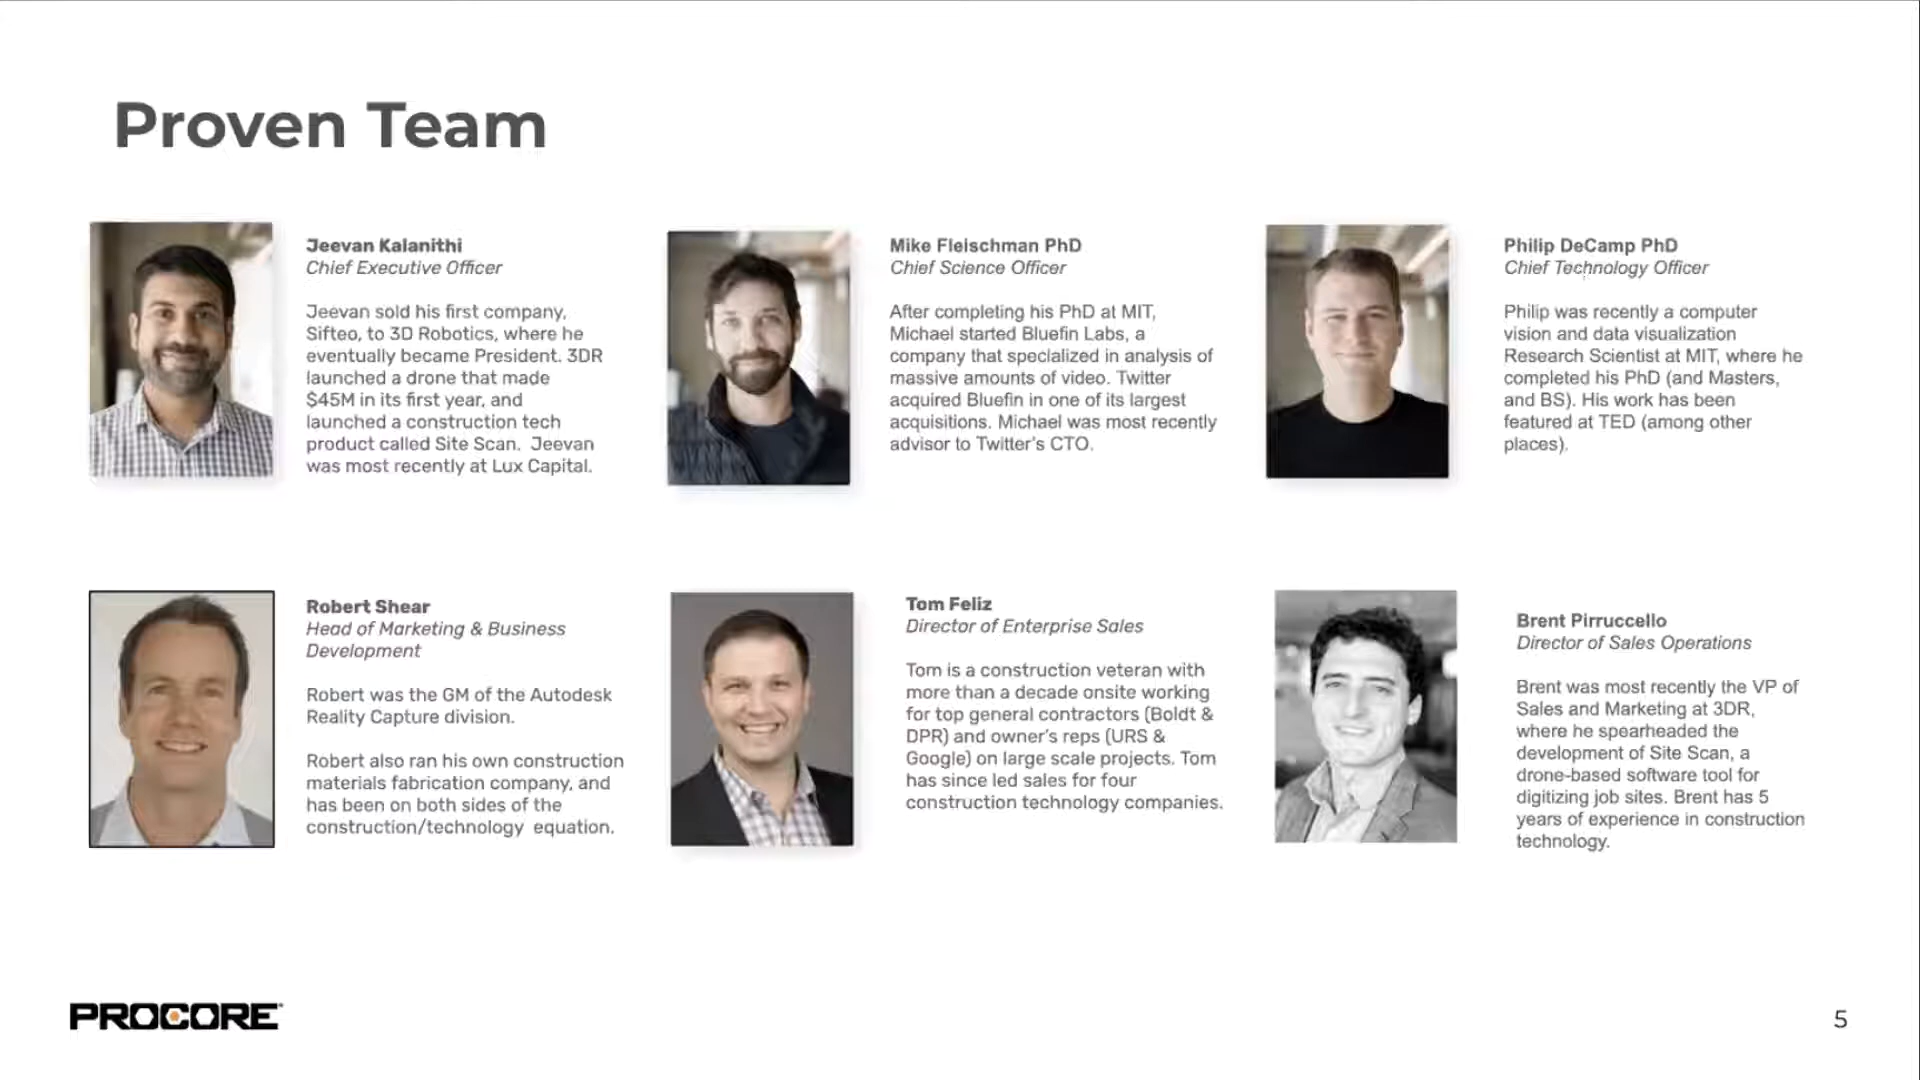 Proven Team
Jeevan Kalanithi
Chief Executive Officer
Jeevan sold his first company,
Sifteo, to 3D Robotics, where he
eventually became President. 3DR
launched a drone that made
$45M in its first year, and
launched a construction tech
product called Site Scan.  Jeevan
was most recently at Lux Capital.
Mike Fleischman PhD
Chief Science Officer
After completing his PhD at MIT,
Michael started Bluefin Labs, a
company that specialized in analysis of
massive amounts of video. Twitter
acquired Bluefin in one of its largest
acquisitions. Michael was most recently
advisor to Twitter's CTO.
Philip DeCamp PhD
Chief Technology Officer
Philip was recently a computer
vision and data visualization
Research Scientist at MIT, where he
completed his PhD (and Masters,
and BS). His work has been
featured at TED (among other
places).
Robert Shear
Head of Marketing & Business
Development
Robert was the GM of the Autodesk
Reality Capture division.
Robert also ran his own construction
materials fabrication company, and
has been on both sides of the
construction/technology  equation.
Tom Feliz
Director of Enterprise Sales
Tom is a construction veteran with
more than a decade onsite working
for top general contractors (Boldt &
DPR) and owner's reps (URS &
Google) on large scale projects. Tom
has since led sales for four
construction technology companies.
Brent Pirruccello
Director of Sales Operations
Brent was most recently the VP of
Sales and Marketing at 3DR,
where he spearheaded the
development of Site Scan, a
drone-based software tool for
digitizing job sites. Brent has 5
years of experience in construction
technology.
PROCORE
5